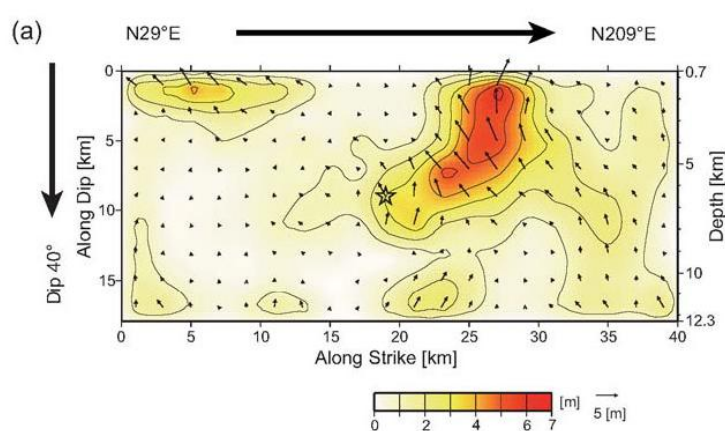 (a)
N29°E
N209°E
Along Dip [km]
0
5
10
15
Dip 40°
0.7
5
10
12.3
Depth [km]
0 5 10 15 20 25 30 35 40
Along Strike [km]
0 2 4 6 7
[m]
5 [m]